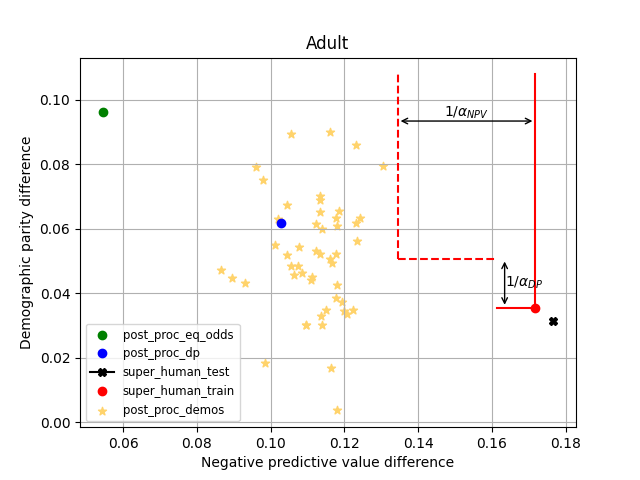 Adult
Demographic parity difference
0.10
0.08
0.06
0.04
0.02
0.00
1/α_NPV
1/α_DP
post_proc_eq_odds
post_proc_dp
super_human_test
super_human_train
post_proc_demos
0.06 0.08 0.10 0.12 0.14 0.16 0.18
Negative predictive value difference